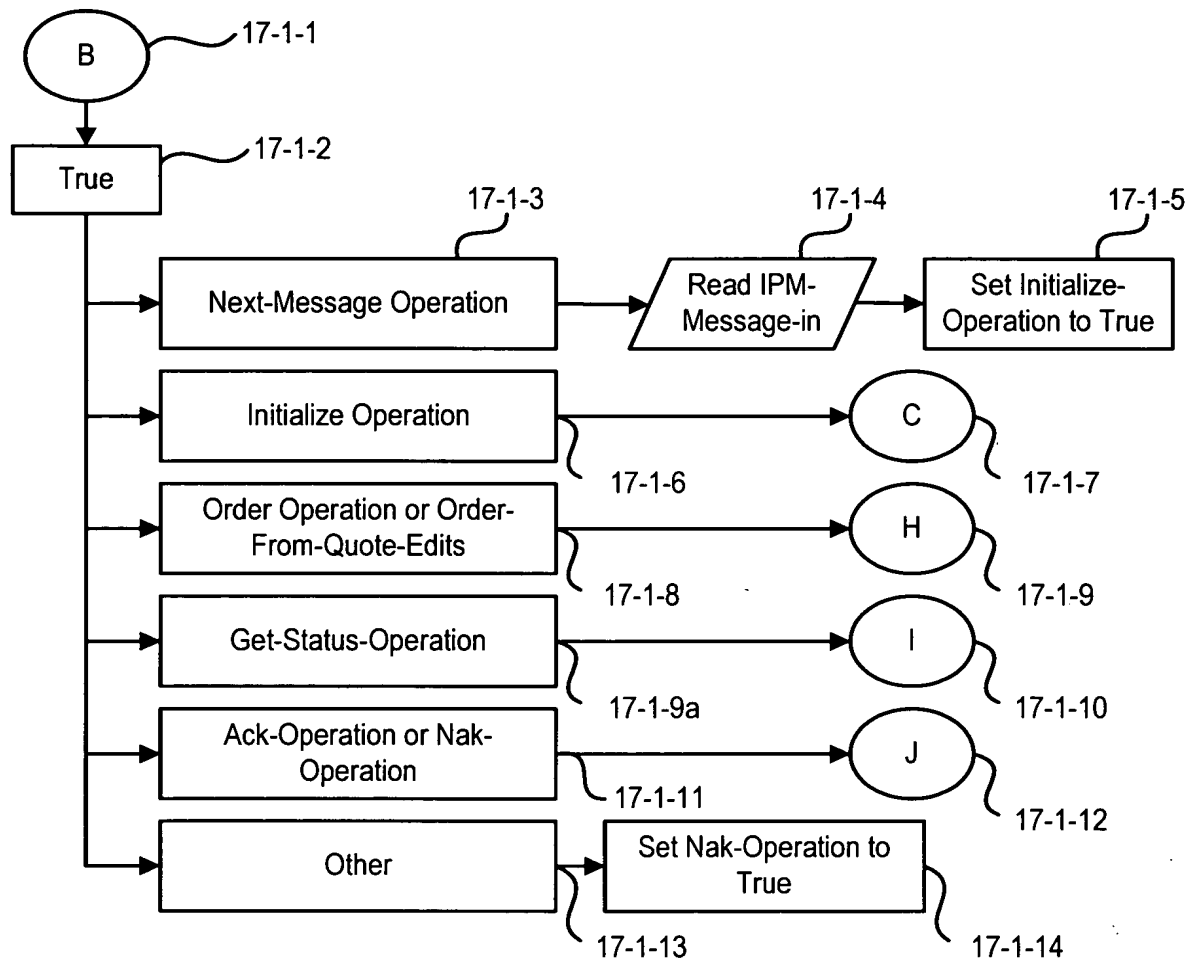 B
17-1-1
True
17-1-2
17-1-3
17-1-4
17-1-5
Next-Message Operation
Read IPM-
Message-in
Set Initialize-
Operation to True
Initialize Operation
C
17-1-6
17-1-7
Order Operation or Order-
From-Quote-Edits
H
17-1-8
17-1-9
Get-Status-Operation
I
17-1-9a
17-1-10
Ack-Operation or Nak-
Operation
J
17-1-11
17-1-12
Other
Set Nak-Operation to
True
17-1-13
17-1-14